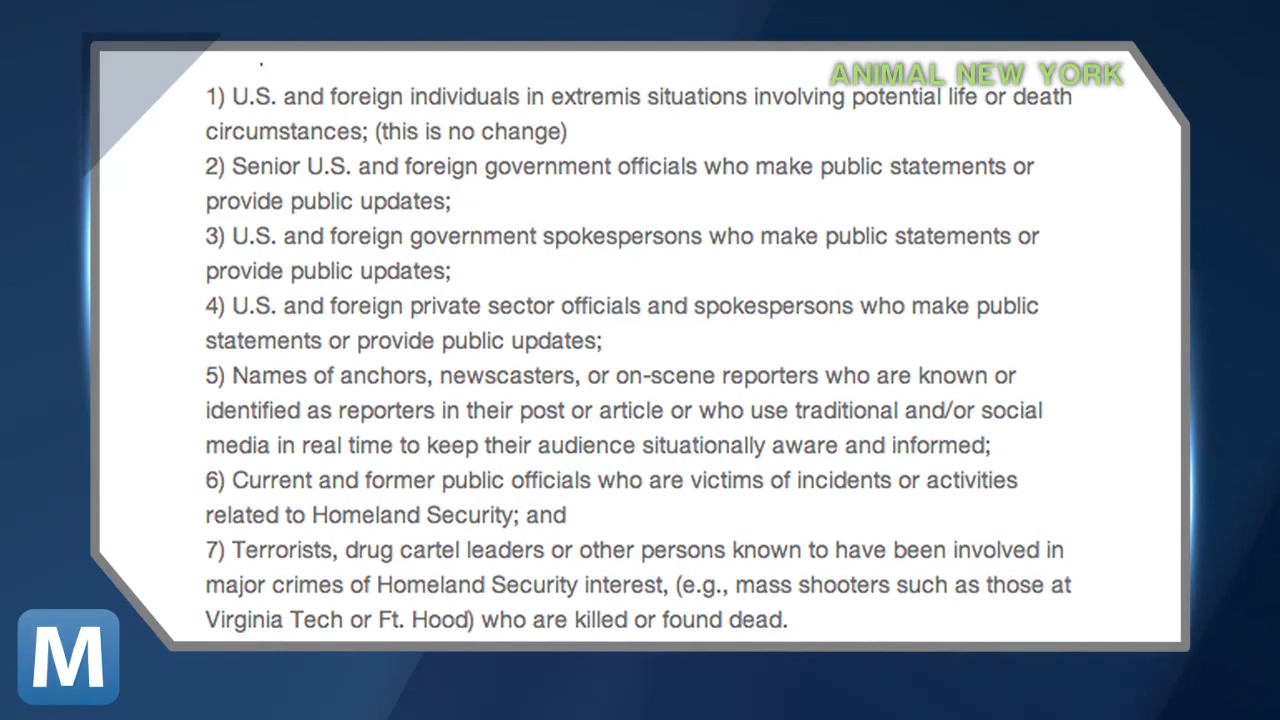 ANIMAL NEW YORK
1) U.S. and foreign individuals in extremis situations involving potential life or death
circumstances; (this is no change)
2) Senior U.S. and foreign government officials who make public statements or
provide public updates;
3) U.S. and foreign government spokespersons who make public statements or
provide public updates;
4) U.S. and foreign private sector officials and spokespersons who make public
statements or provide public updates;
5) Names of anchors, newscasters, or on-scene reporters who are known or
identified as reporters in their post or article or who use traditional and/or social
media in real time to keep their audience situationally aware and informed;
6) Current and former public officials who are victims of incidents or activities
related to Homeland Security; and
7) Terrorists, drug cartel leaders or other persons known to have been involved in
major crimes of Homeland Security interest, (e.g., mass shooters such as those at
Virginia Tech or Ft. Hood) who are killed or found dead.
M